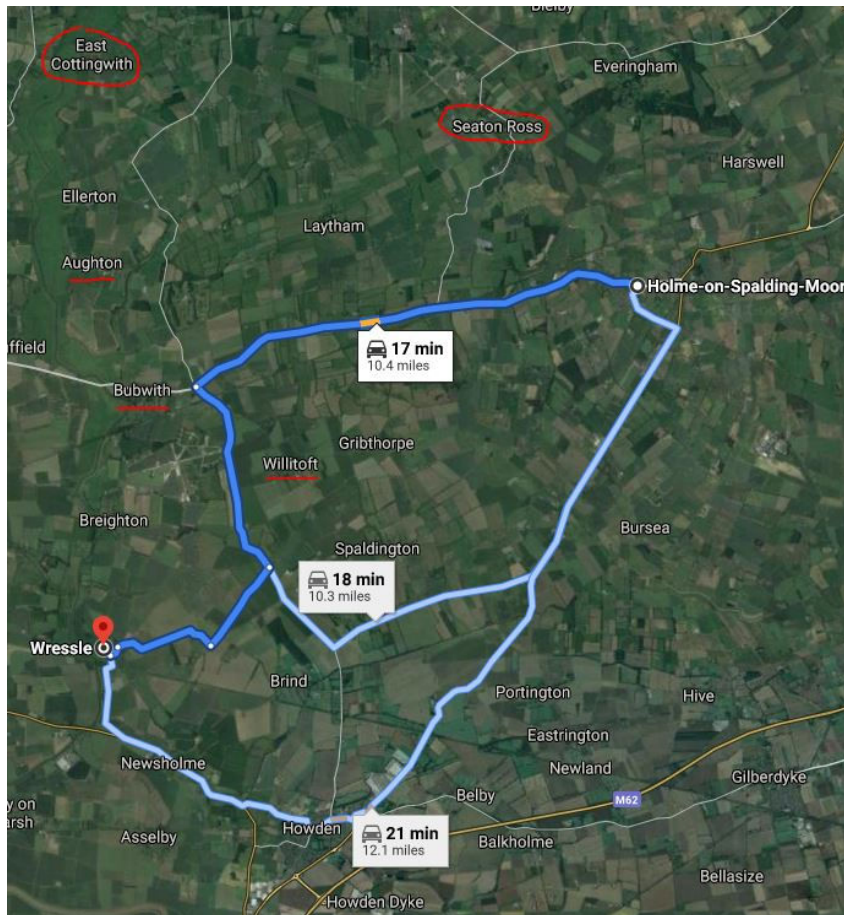 Bielby
East
Cottingwith
Everingham
Seaton Ross
Harswell
Ellerton
Laytham
Aughton
Holme-on-Spalding-Moor
17 min
10.4 miles
ffield
Bubwith
Gribthorpe
Willitoft
Breighton
Bursea
Spaldington
18 min
10.3 miles
Wressle
Brind
Portington
Hive
Eastrington
Newsholme
Newland
Gilberdyke
Belby
M62
y on
arsh
Asselby
Howden
21 min
12.1 miles
Balkholme
Bellasize
Howden Dyke